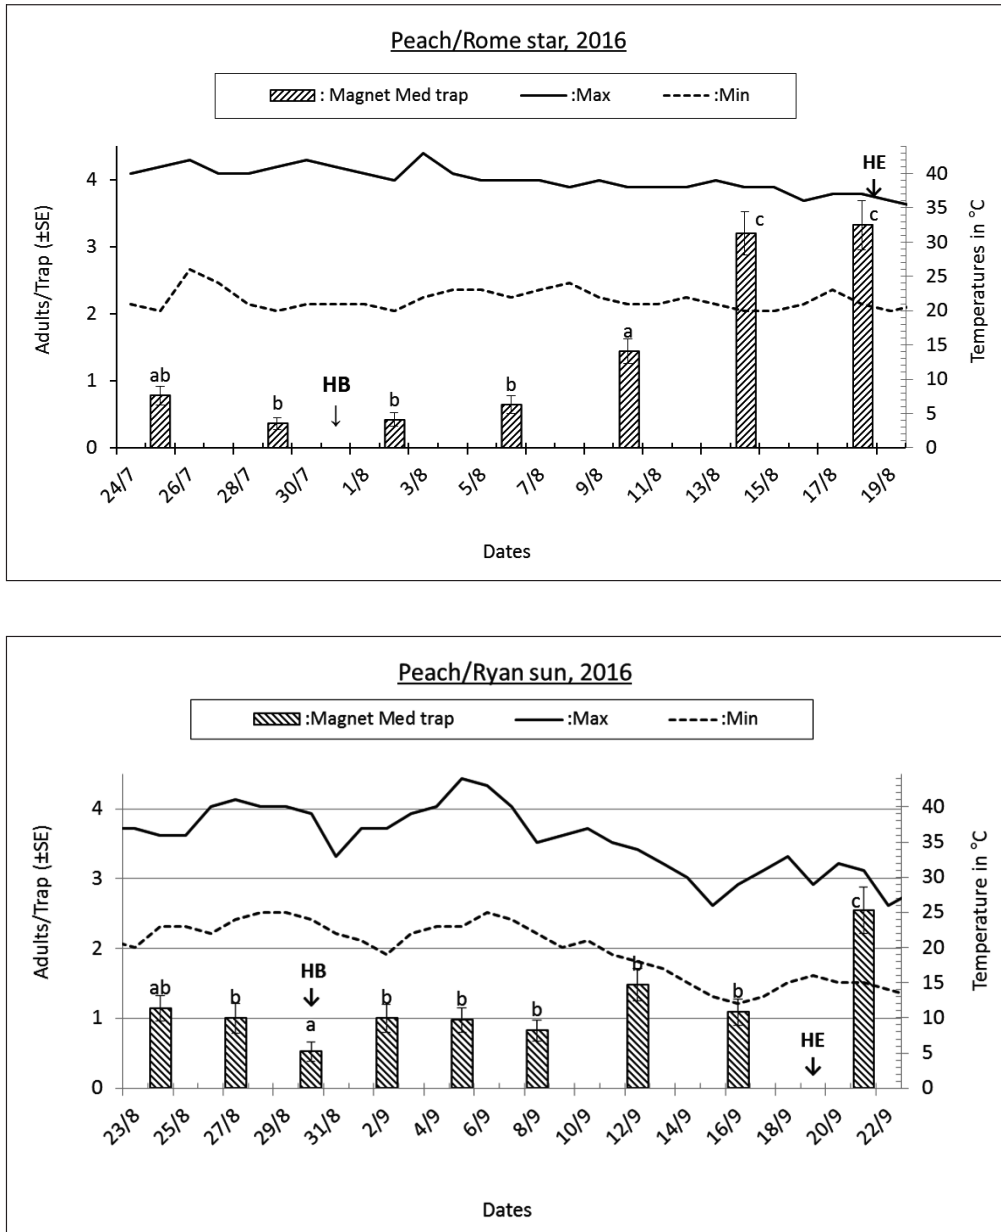 Peach/Rome star, 2016
: Magnet Med trap :Max :Min
Adults/Trap (±SE)
4
3
2
1
0
ab
b
HB
b
b
a
c
c
HE
40
35
30
25
20
15
10
5
0
Temperatures in °C
24/7 26/7 28/7 30/7 1/8 3/8 5/8 7/8 9/8 11/8 13/8 15/8 17/8 19/8
Dates
Peach/Ryan sun, 2016
:Magnet Med trap :Max :Min
Adults/Trap (±SE)
4
3
2
1
0
ab
b
HB
a
b
b
b
b
b
HE
c
40
35
30
25
20
15
10
5
0
Temperature in °C
23/8 25/8 27/8 29/8 31/8 2/9 4/9 6/9 8/9 10/9 12/9 14/9 16/9 18/9 20/9 22/9
Dates